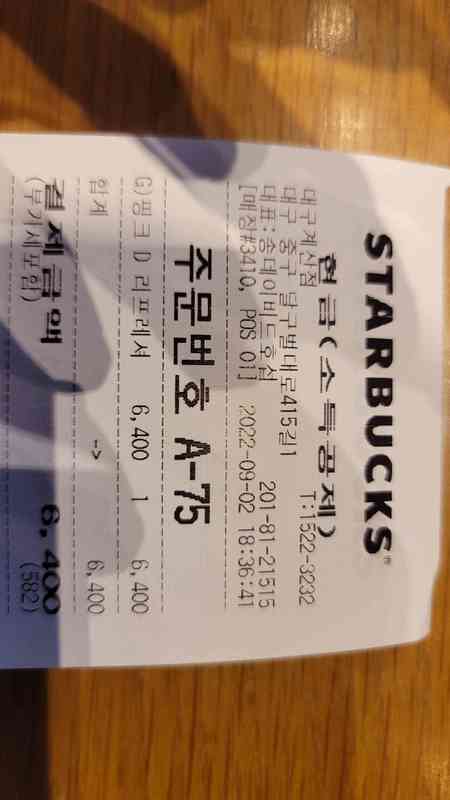 STARBUCKS®
현금(소득공제)
대구계산점 T:1522-3232
대구 중구 달구벌대로415길1
대표:송데이비드호섭 201-81-21515
[매장#3410, POS 01] 2022-09-02 18:36:41
주문번호 A-75
G)핑크 D 리프레셔 6,400 1 6,400
합계 -> 6,400
결제금액 6,400
(부가세포함) (582)